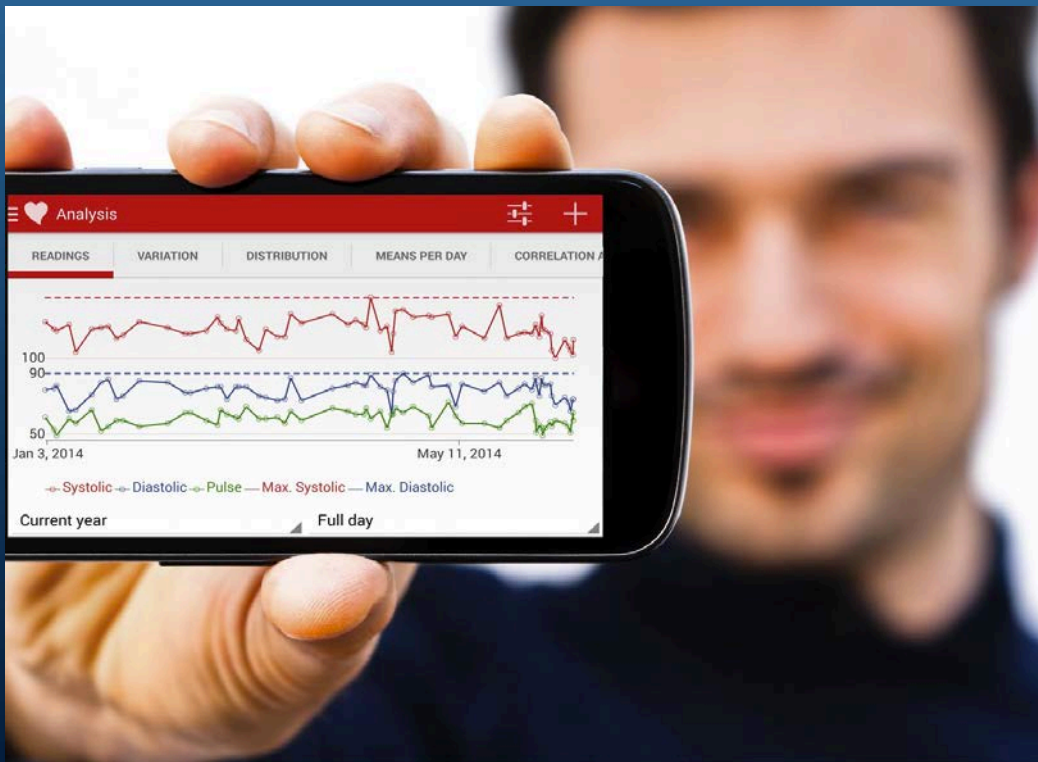 Analysis
READINGS VARIATION DISTRIBUTION MEANS PER DAY CORRELATION A
100
90
50
Jan 3, 2014 May 11, 2014
Systolic Diastolic Pulse Max. Systolic Max. Diastolic
Current year Full day